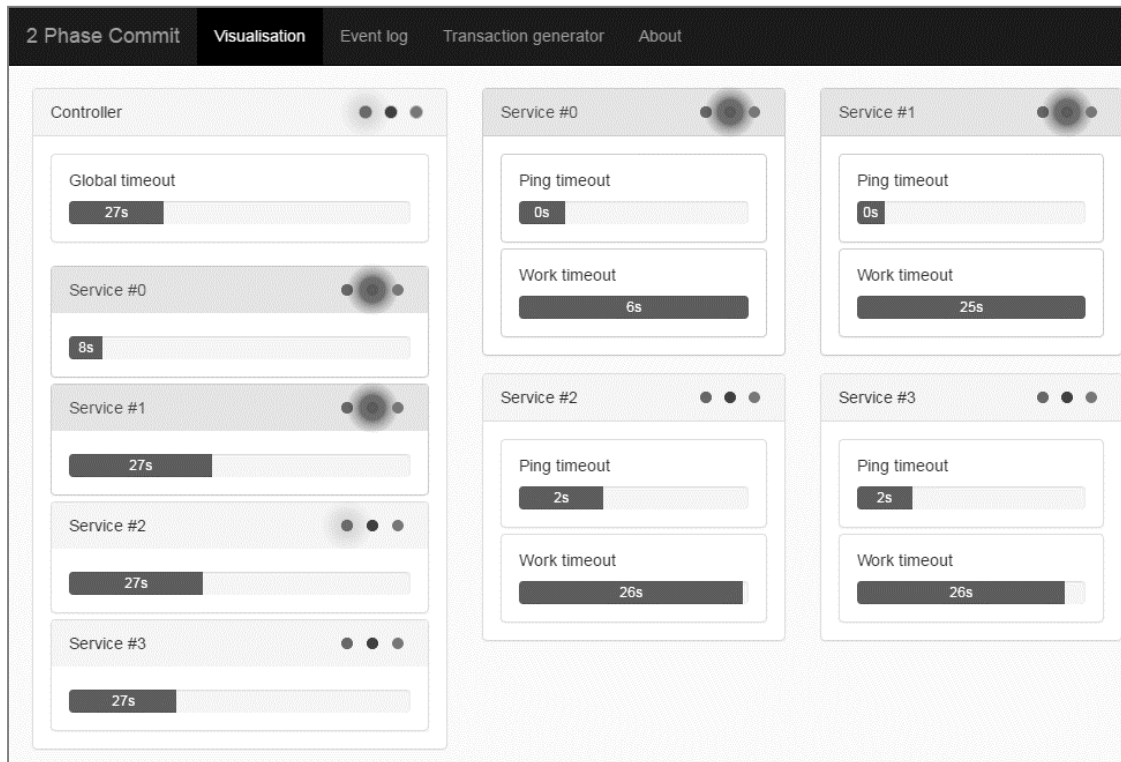 2 Phase Commit Visualisation Event log Transaction generator About
Controller
Global timeout
27s
Service #0
8s
Service #1
27s
Service #2
27s
Service #3
27s
Service #0
Ping timeout
0s
Work timeout
6s
Service #1
Ping timeout
0s
Work timeout
25s
Service #2
Ping timeout
2s
Work timeout
26s
Service #3
Ping timeout
2s
Work timeout
26s